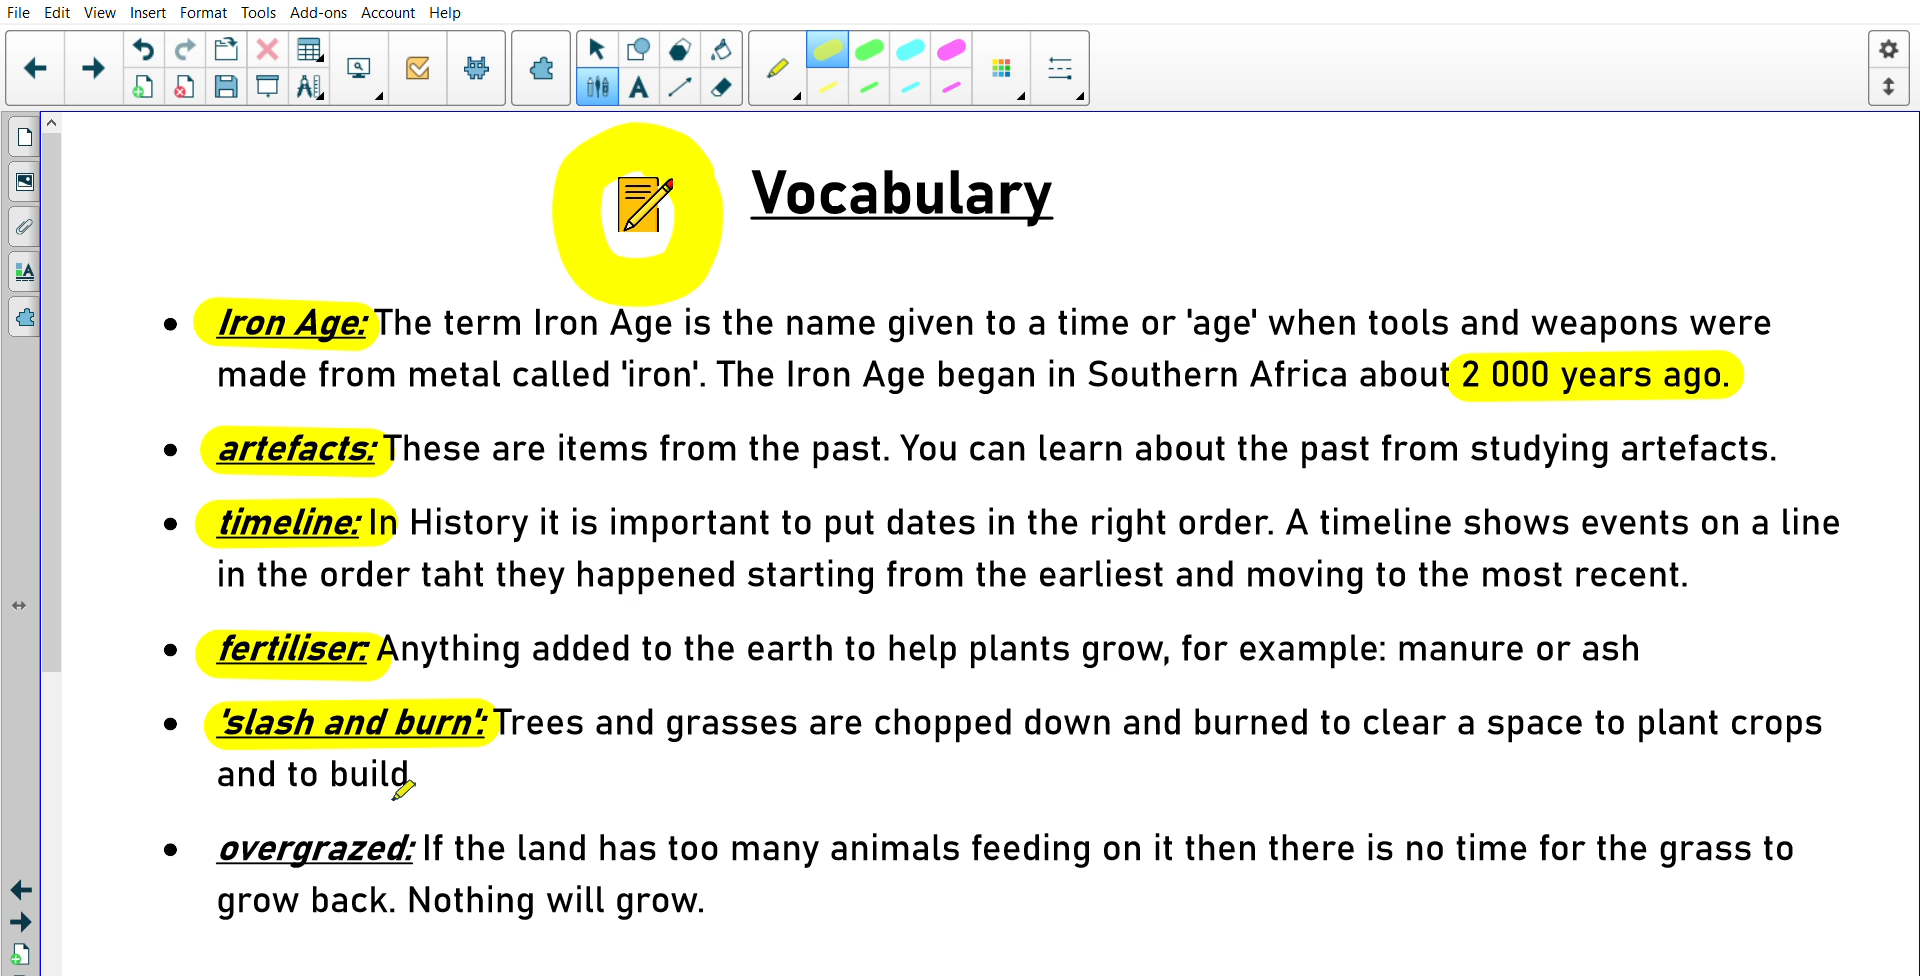 File Edit View Insert Format Tools Add-ons Account Help
Vocabulary
Iron Age: The term Iron Age is the name given to a time or 'age' when tools and weapons were
made from metal called 'iron'. The Iron Age began in Southern Africa about 2 000 years ago.
artefacts: These are items from the past. You can learn about the past from studying artefacts.
timeline: In History it is important to put dates in the right order. A timeline shows events on a line
in the order taht they happened starting from the earliest and moving to the most recent.
fertiliser: Anything added to the earth to help plants grow, for example: manure or ash
'slash and burn': Trees and grasses are chopped down and burned to clear a space to plant crops
and to build
overgrazed: If the land has too many animals feeding on it then there is no time for the grass to
grow back. Nothing will grow.